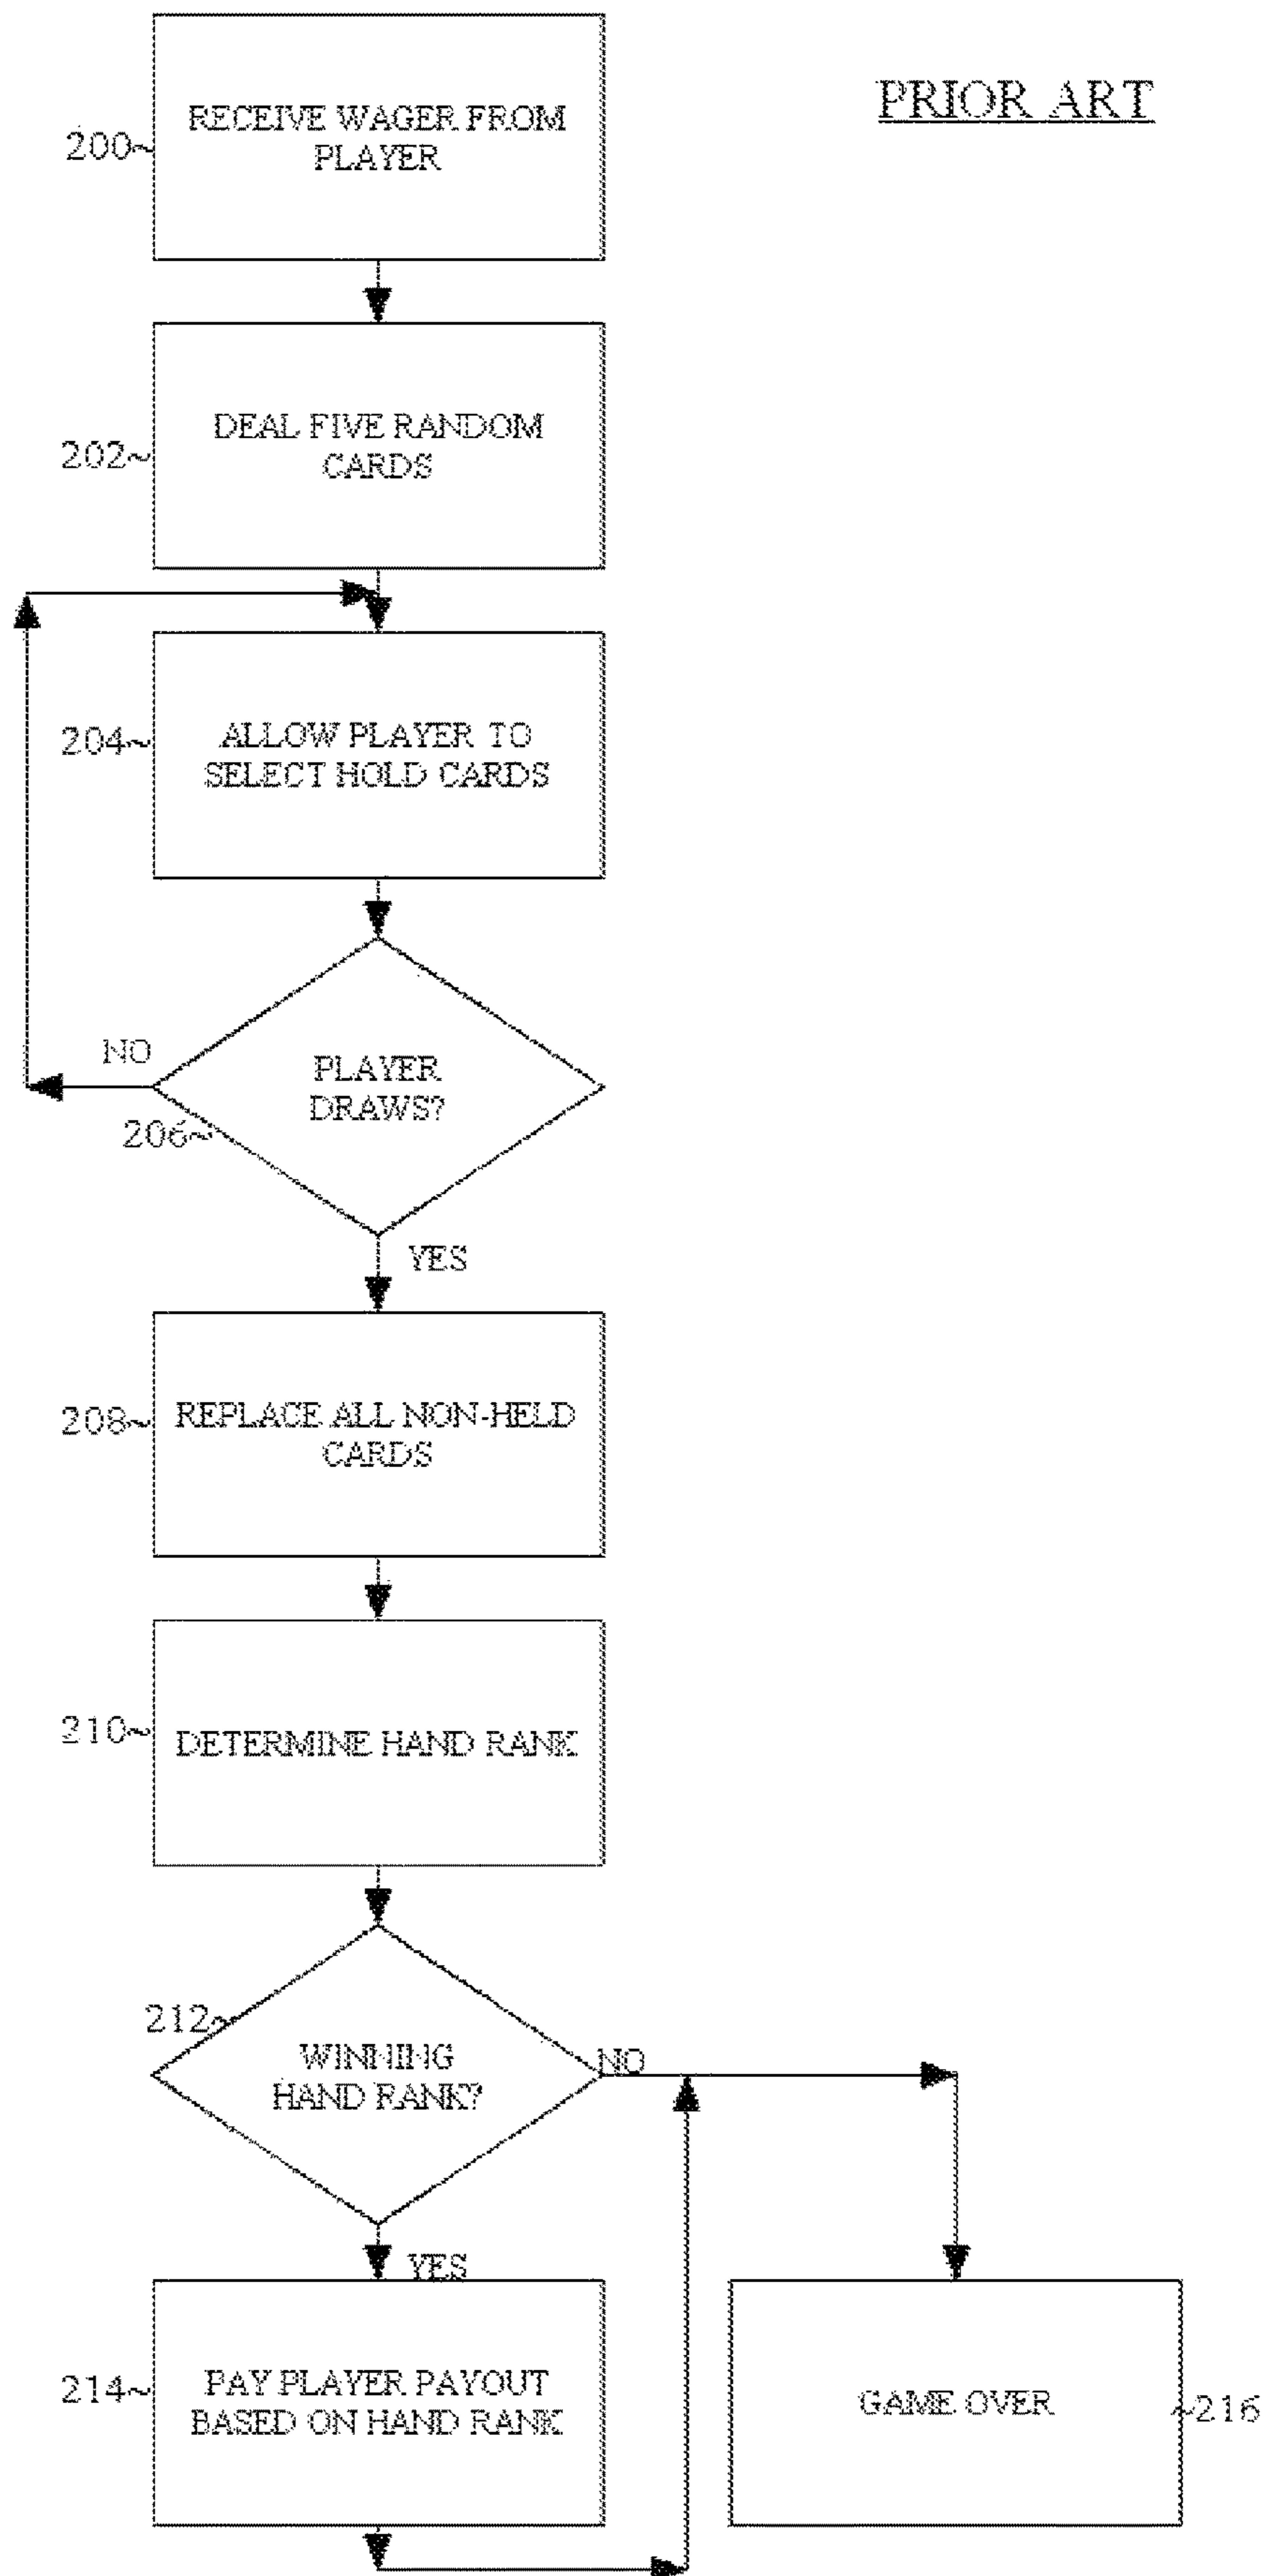 PRIOR ART
200~
RECEIVE WAGER FROM
PLAYER
202~
DEAL FIVE RANDOM
CARDS
204~
ALLOW PLAYER TO
SELECT HOLD CARDS
NO
PLAYER
DRAWS?
206~
YES
208~
REPLACE ALL NON-HELD
CARDS
210~
DETERMINE HAND RANK
212~
WINNING
HAND RANK?
NO
YES
214~
PAY PLAYER PAYOUT
BASED ON HAND RANK
GAME OVER
~216